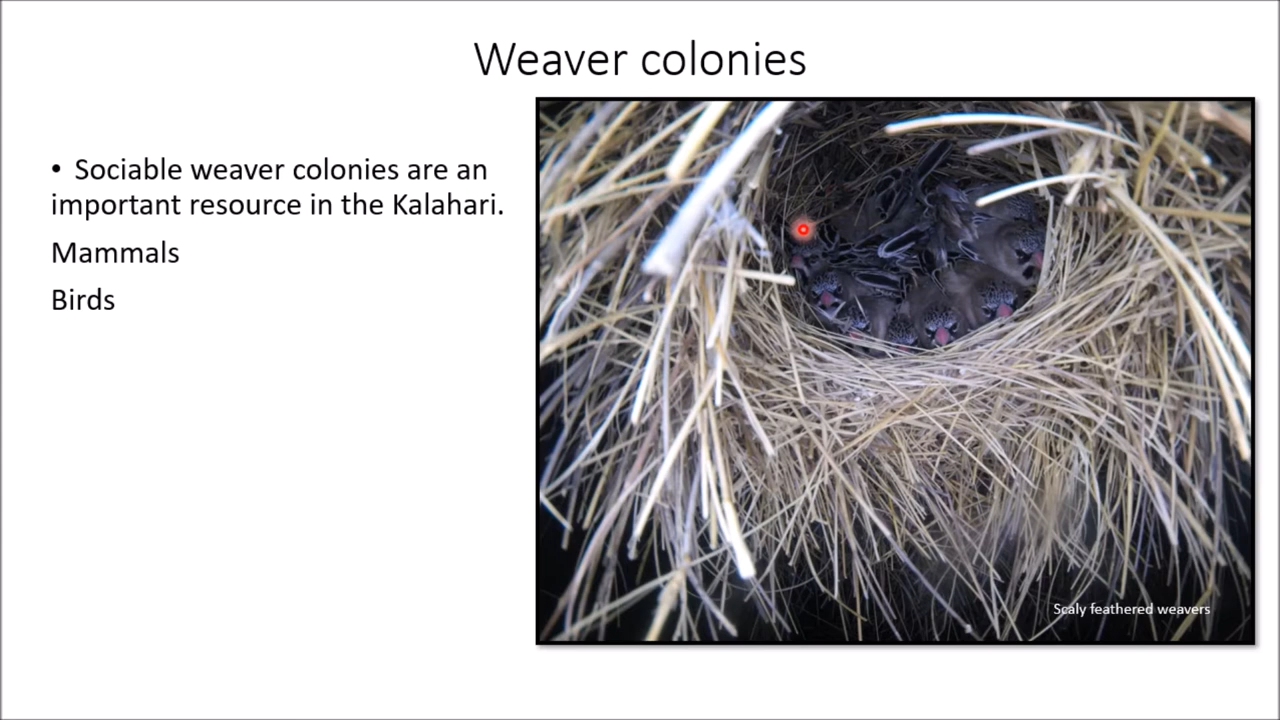 Weaver colonies
• Sociable weaver colonies are an
important resource in the Kalahari.
Mammals
Birds
Scaly feathered weavers